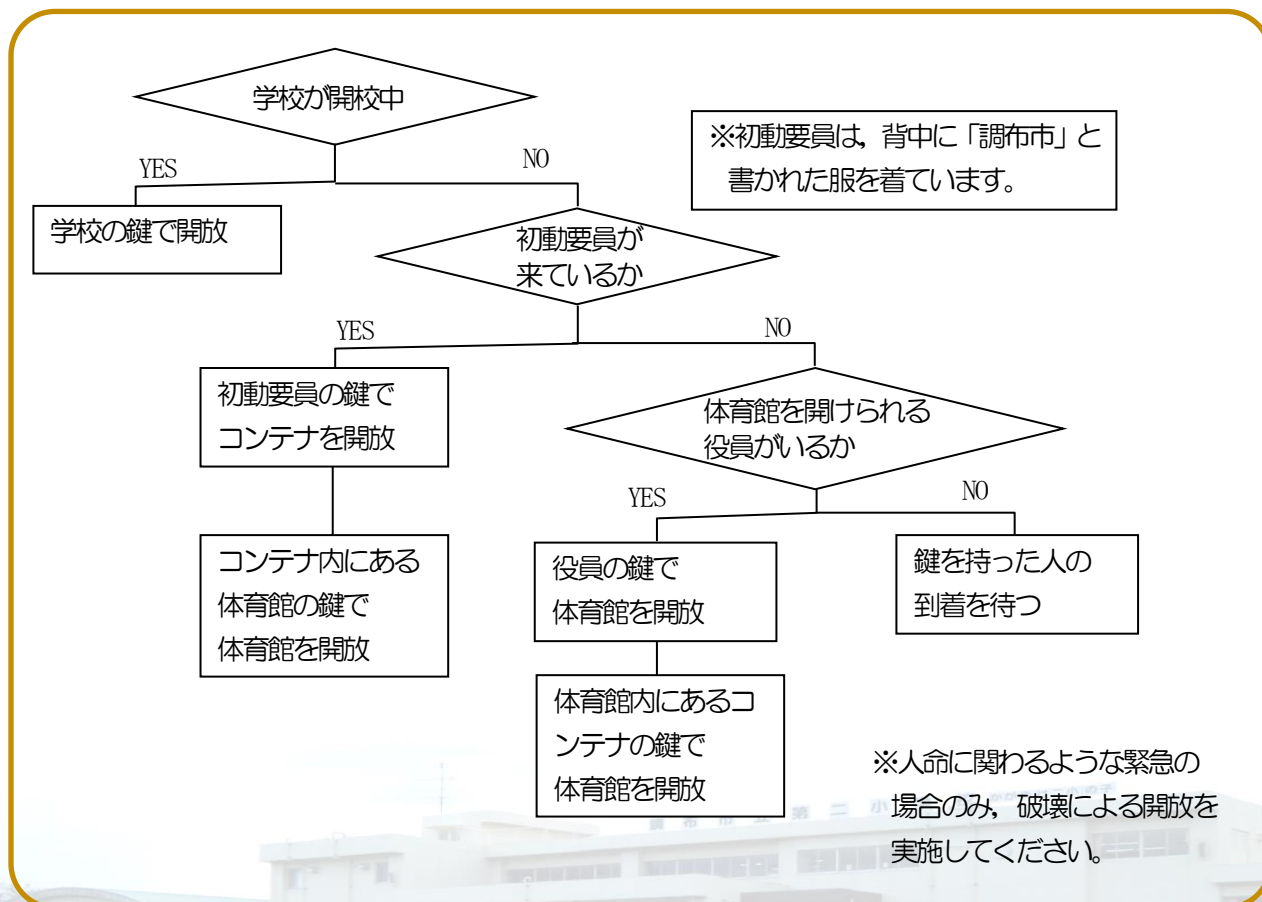 学校が開校中
※初動要員は，背中に「調布市」と
書かれた服を着ています。
YES
NO
学校の鍵で開放
初動要員が
来ているか
YES
NO
初動要員の鍵で
コンテナを開放
体育館を開けられる
役員がいるか
YES
NO
コンテナ内にある
体育館の鍵で
体育館を開放
役員の鍵で
体育館を開放
鍵を持った人の
到着を待つ
体育館内にあるコ
ンテナの鍵で
体育館を開放
※人命に関わるような緊急の
場合のみ，破壊による開放を
実施してください。
調布市立第二小